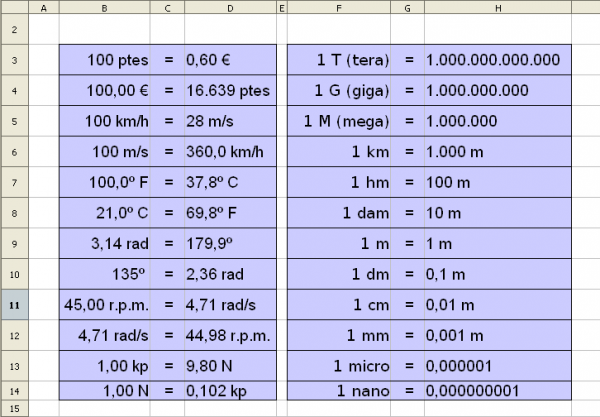 A B C D E F G H
2
3 100 ptes = 0,60 € 1 T (tera) = 1.000.000.000.000
4 100,00 € = 16.639 ptes 1 G (giga) = 1.000.000.000
5 100 km/h = 28 m/s 1 M (mega) = 1.000.000
6 100 m/s = 360,0 km/h 1 km = 1.000 m
7 100,0º F = 37,8º C 1 hm = 100 m
8 21,0º C = 69,8º F 1 dam = 10 m
9 3,14 rad = 179,9º 1 m = 1 m
10 135º = 2,36 rad 1 dm = 0,1 m
11 45,00 r.p.m. = 4,71 rad/s 1 cm = 0,01 m
12 4,71 rad/s = 44,98 r.p.m. 1 mm = 0,001 m
13 1,00 kp = 9,80 N 1 micro = 0,000001
14 1,00 N = 0,102 kp 1 nano = 0,000000001
15